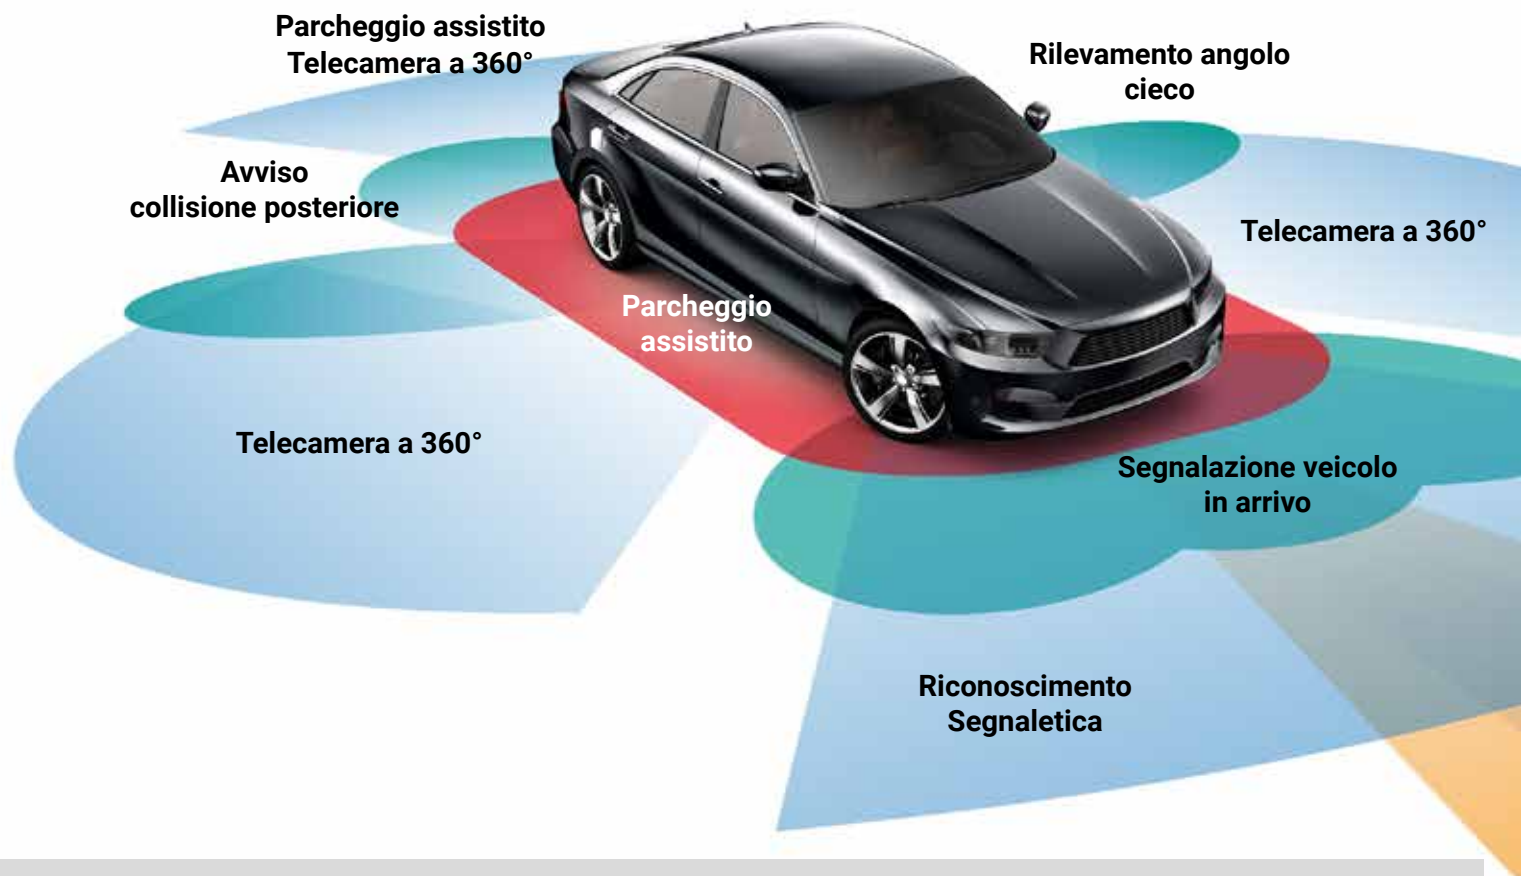 Parcheggio assistito
Telecamera a 360°
Rilevamento angolo
cieco
Avviso
collisione posteriore
Telecamera a 360°
Parcheggio
assistito
Telecamera a 360°
Segnalazione veicolo
in arrivo
Riconoscimento
Segnaletica